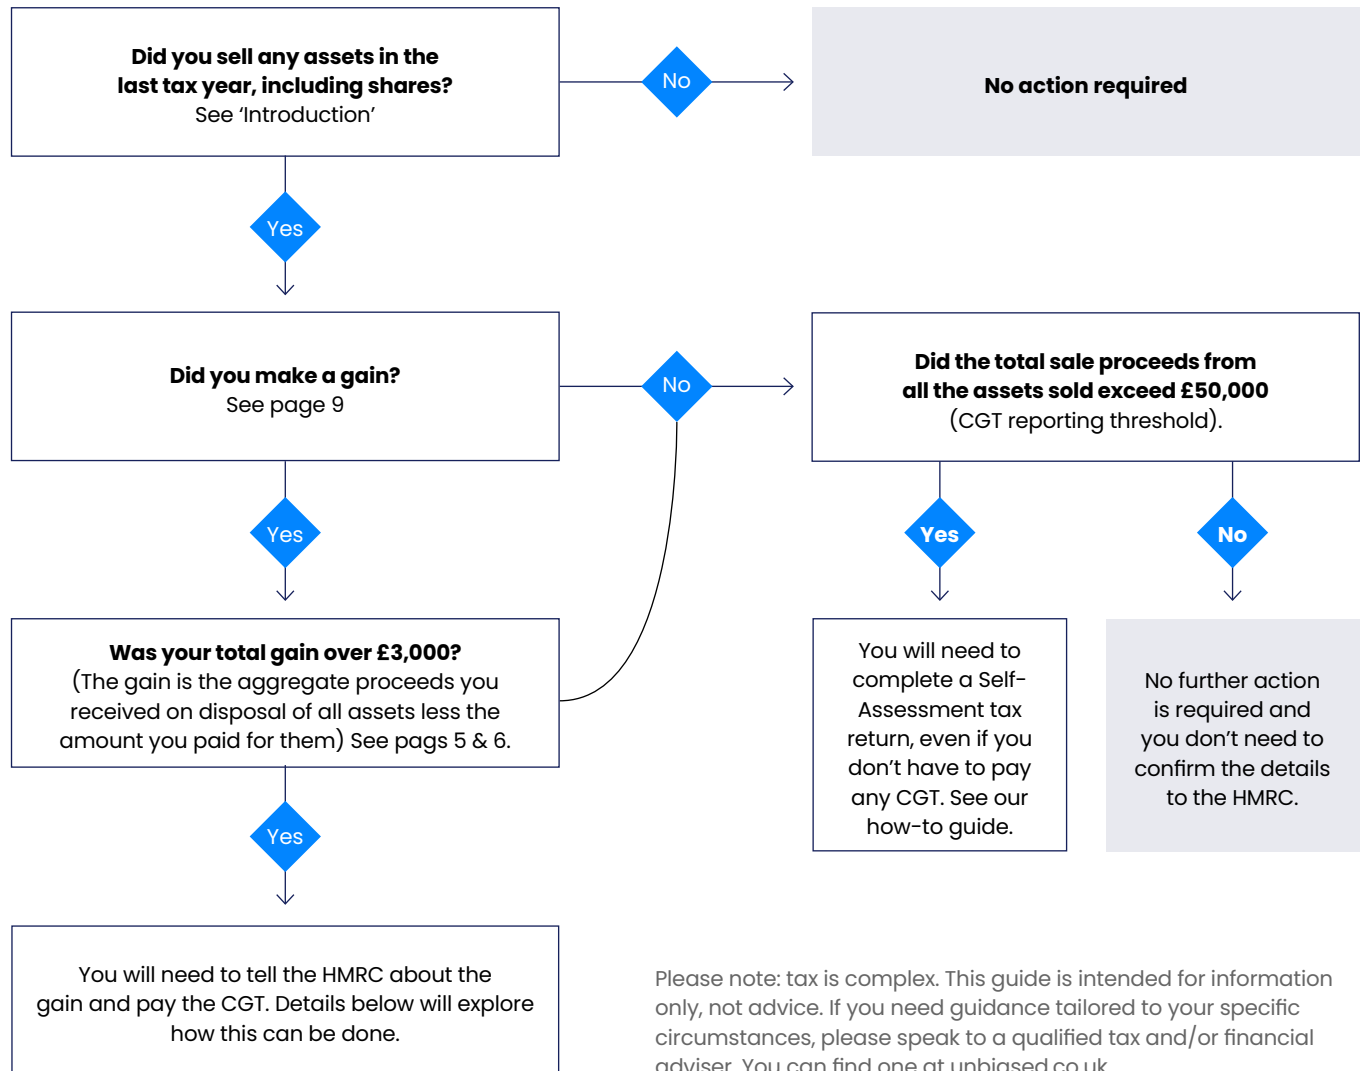 Did you sell any assets in the
last tax year, including shares?
See ‘Introduction’
No
No action required
Yes
Did you make a gain?
See page 9
No
Did the total sale proceeds from
all the assets sold exceed £50,000
(CGT reporting threshold).
Yes
Yes
No
Was your total gain over £3,000?
(The gain is the aggregate proceeds you
received on disposal of all assets less the
amount you paid for them) See pags 5 & 6.
You will need to
complete a Self-
Assessment tax
return, even if you
don’t have to pay
any CGT. See our
how-to guide.
No further action
is required and
you don’t need to
confirm the details
to the HMRC.
Yes
You will need to tell the HMRC about the
gain and pay the CGT. Details below will explore
how this can be done.
Please note: tax is complex. This guide is intended for information
only, not advice. If you need guidance tailored to your specific
circumstances, please speak to a qualified tax and/or financial
adviser. You can find one at unbiased.co.uk